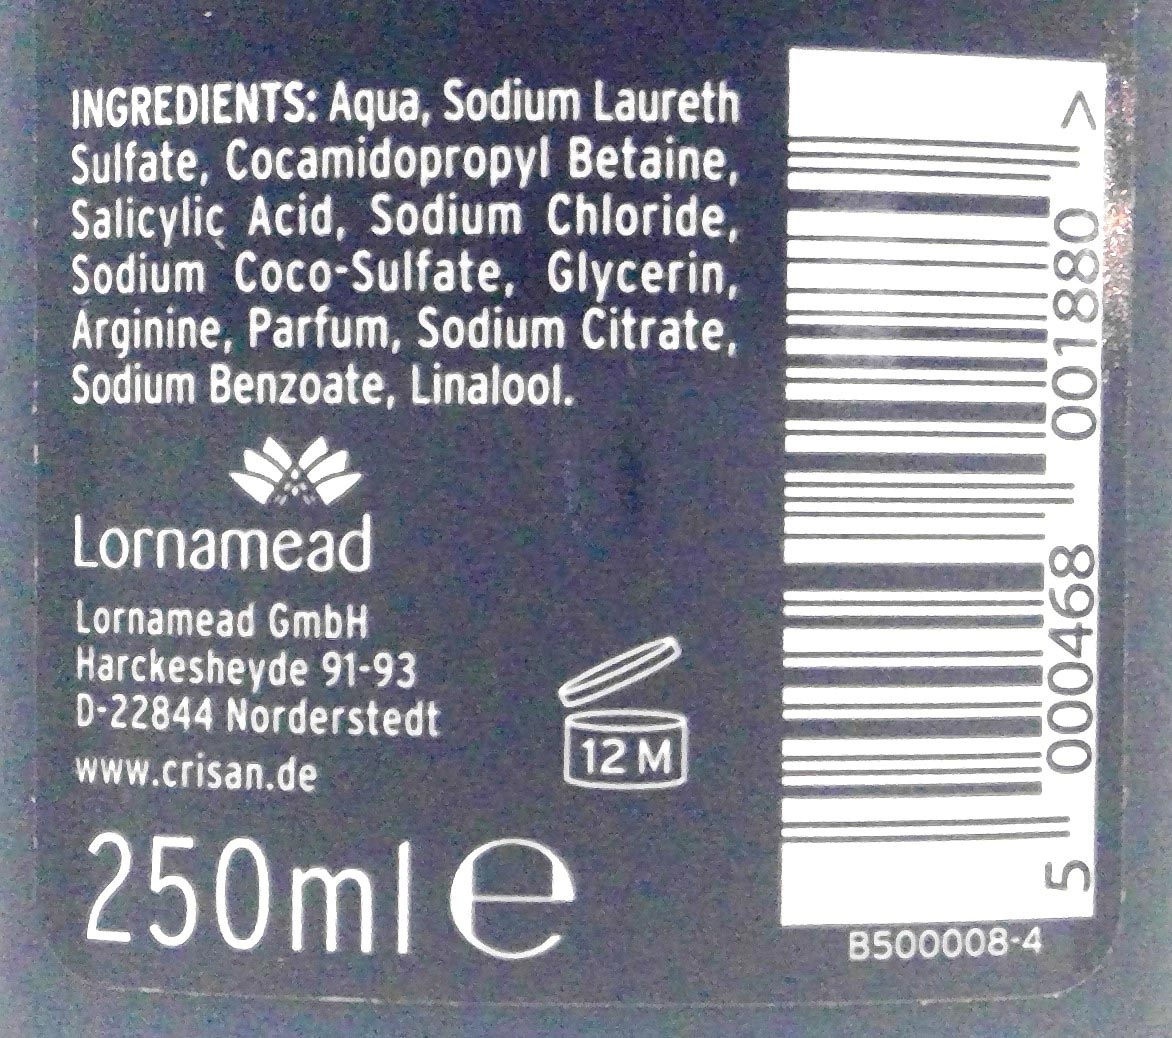 INGREDIENTS: Aqua, Sodium Laureth
Sulfate, Cocamidopropyl Betaine,
Salicylic Acid, Sodium Chloride,
Sodium Coco-Sulfate, Glycerin,
Arginine, Parfum, Sodium Citrate,
Sodium Benzoate, Linalool.
Lornamead
Lornamead GmbH
Harckesheyde 91-93
D-22844 Norderstedt
www.crisan.de
12 M
250ml e
5 000468 001880 >
B500008-4